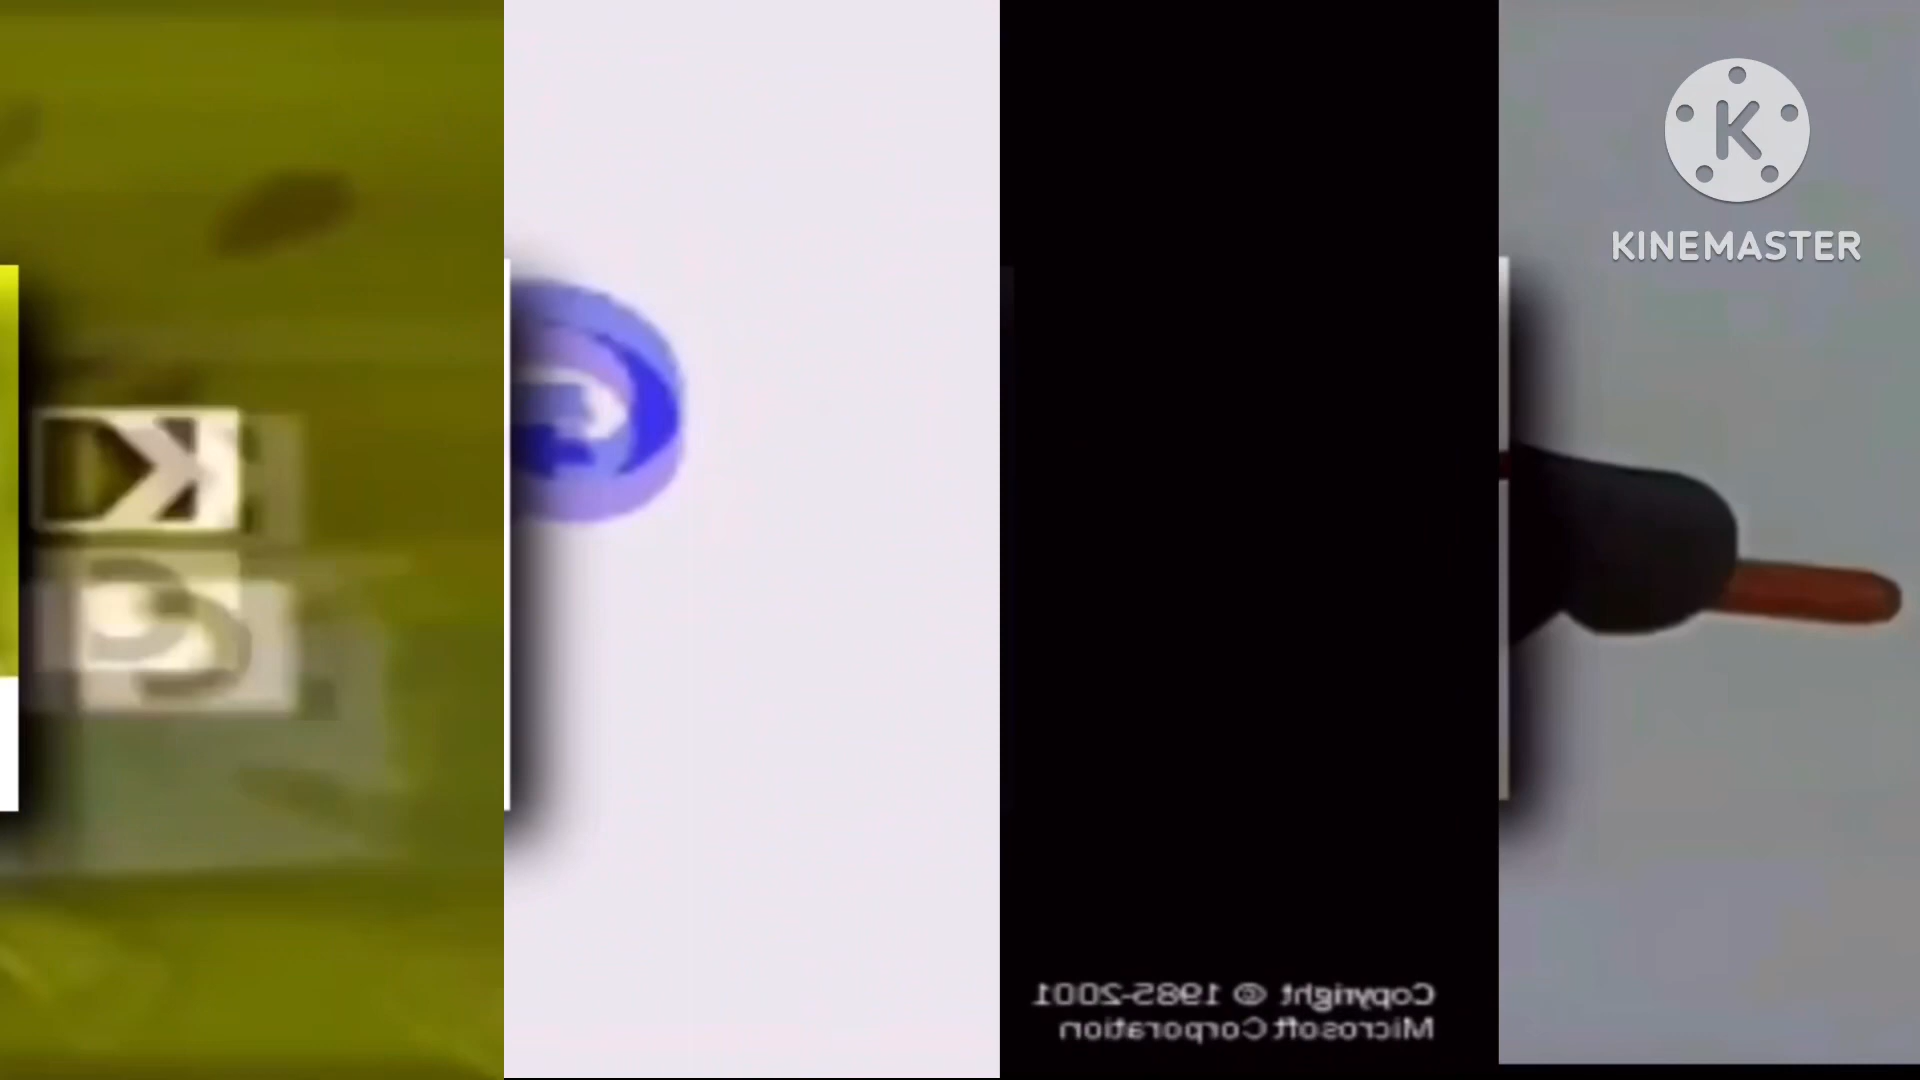 K
G
K
KINEMASTER
Copyright © 1985-2001
Microsoft Corporation